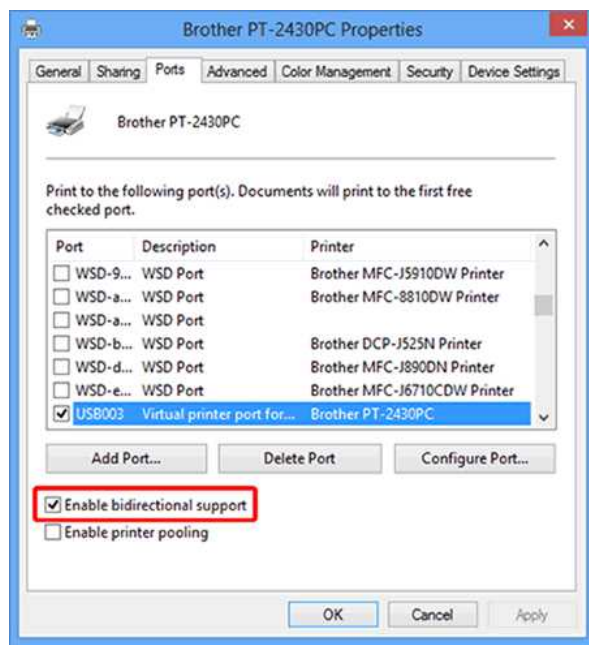 Brother PT-2430PC Properties
General Sharing Ports Advanced Color Management Security Device Settings
Brother PT-2430PC
Print to the following port(s). Documents will print to the first free
checked port.
Port Description Printer
WSD-9... WSD Port Brother MFC-J5910DW Printer
WSD-a... WSD Port Brother MFC-8810DW Printer
WSD-a... WSD Port
WSD-b... WSD Port Brother DCP-J525N Printer
WSD-d... WSD Port Brother MFC-J890DN Printer
WSD-e... WSD Port Brother MFC-J6710CDW Printer
USB003 Virtual printer port for... Brother PT-2430PC
Add Port... Delete Port Configure Port...
Enable bidirectional support
Enable printer pooling
OK Cancel Apply